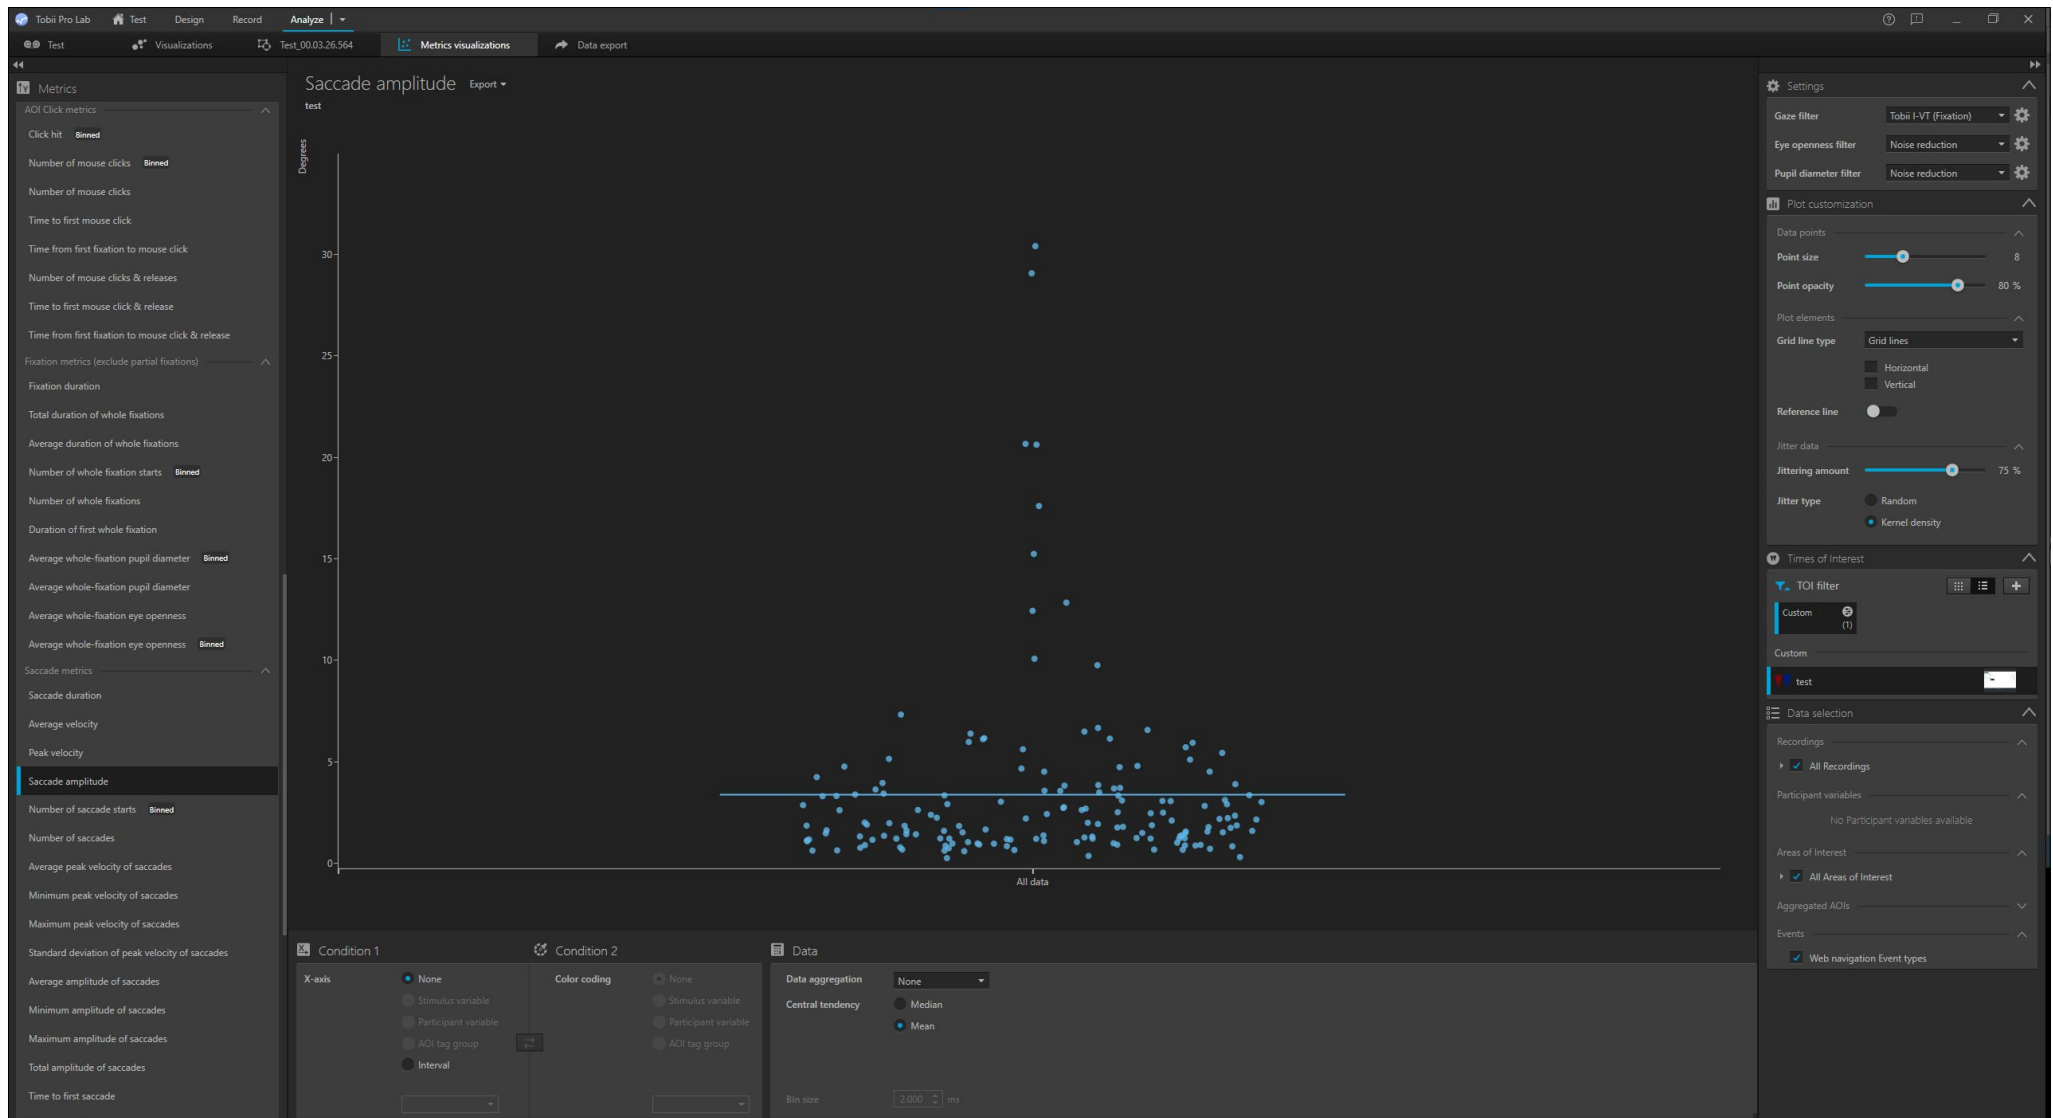 Tobii Pro Lab Test Design Record Analyze
Test Visualizations Test_00.03.26.564 Metrics visualizations Data export
Metrics
AOI Click metrics
Click hit Binned
Number of mouse clicks Binned
Number of mouse clicks
Time to first mouse click
Time from first fixation to mouse click
Number of mouse clicks & releases
Time to first mouse click & release
Time from first fixation to mouse click & release
Fixation metrics (exclude partial fixations)
Fixation duration
Total duration of whole fixations
Average duration of whole fixations
Number of whole fixation starts Binned
Number of whole fixations
Duration of first whole fixation
Average whole-fixation pupil diameter Binned
Average whole-fixation pupil diameter
Average whole-fixation eye openness
Average whole-fixation eye openness Binned
Saccade metrics
Saccade duration
Average velocity
Peak velocity
Saccade amplitude
Number of saccade starts Binned
Number of saccades
Average peak velocity of saccades
Minimum peak velocity of saccades
Maximum peak velocity of saccades
Standard deviation of peak velocity of saccades
Average amplitude of saccades
Minimum amplitude of saccades
Maximum amplitude of saccades
Total amplitude of saccades
Time to first saccade
Saccade amplitude Export
test
Degrees
30
25
20
15
10
5
0
All data
Condition 1
X-axis None
Stimulus variable
Participant variable
AOI tag group
Interval
Condition 2
Color coding None
Stimulus variable
Participant variable
AOI tag group
Data
Data aggregation None
Central tendency Median
Mean
Bin size 2.000 ms
Settings
Gaze filter Tobii I-VT (Fixation)
Eye openness filter Noise reduction
Pupil diameter filter Noise reduction
Plot customization
Data points
Point size 8
Point opacity 80 %
Plot elements
Grid line type Grid lines
Horizontal
Vertical
Reference line
Jitter data
Jittering amount 75 %
Jitter type Random
Kernel density
Times of Interest
TOI filter
Custom
(1)
Custom
test
Data selection
Recordings
All Recordings
Participant variables
No Participant variables available
Areas of Interest
All Areas of Interest
Aggregated AOIs
Events
Web navigation Event types